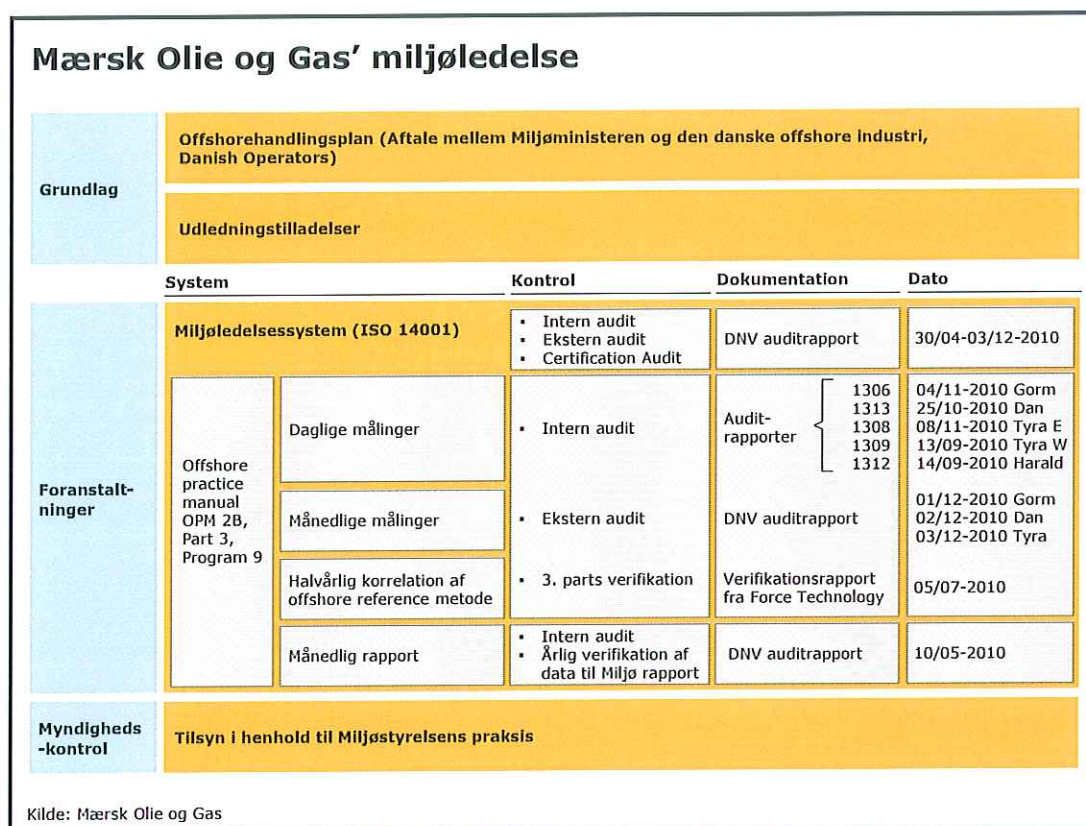 Mærsk Olie og Gas’ miljøledelse
Grundlag
Offshorehandlingsplan (Aftale mellem Miljøministeren og den danske offshore industri,
Danish Operators)
Udledningstilladelser
System
Kontrol
Dokumentation
Dato
Foranstalt-
ninger
Miljøledelsessystem (ISO 14001)
▪ Intern audit
▪ Ekstern audit
▪ Certification Audit
DNV auditrapport
30/04-03/12-2010
Offshore
practice
manual
OPM 2B,
Part 3,
Program 9
Daglige målinger
▪ Intern audit
Audit-
rapporter
1306
1313
1308
1309
1312
04/11-2010 Gorm
25/10-2010 Dan
08/11-2010 Tyra E
13/09-2010 Tyra W
14/09-2010 Harald
Månedlige målinger
▪ Ekstern audit
DNV auditrapport
01/12-2010 Gorm
02/12-2010 Dan
03/12-2010 Tyra
Halvårlig korrelation af
offshore reference metode
▪ 3. parts verifikation
Verifikationsrapport
fra Force Technology
05/07-2010
Månedlig rapport
▪ Intern audit
▪ Årlig verifikation af
data til Miljø rapport
DNV auditrapport
10/05-2010
Myndigheds
-kontrol
Tilsyn i henhold til Miljøstyrelsens praksis
Kilde: Mærsk Olie og Gas